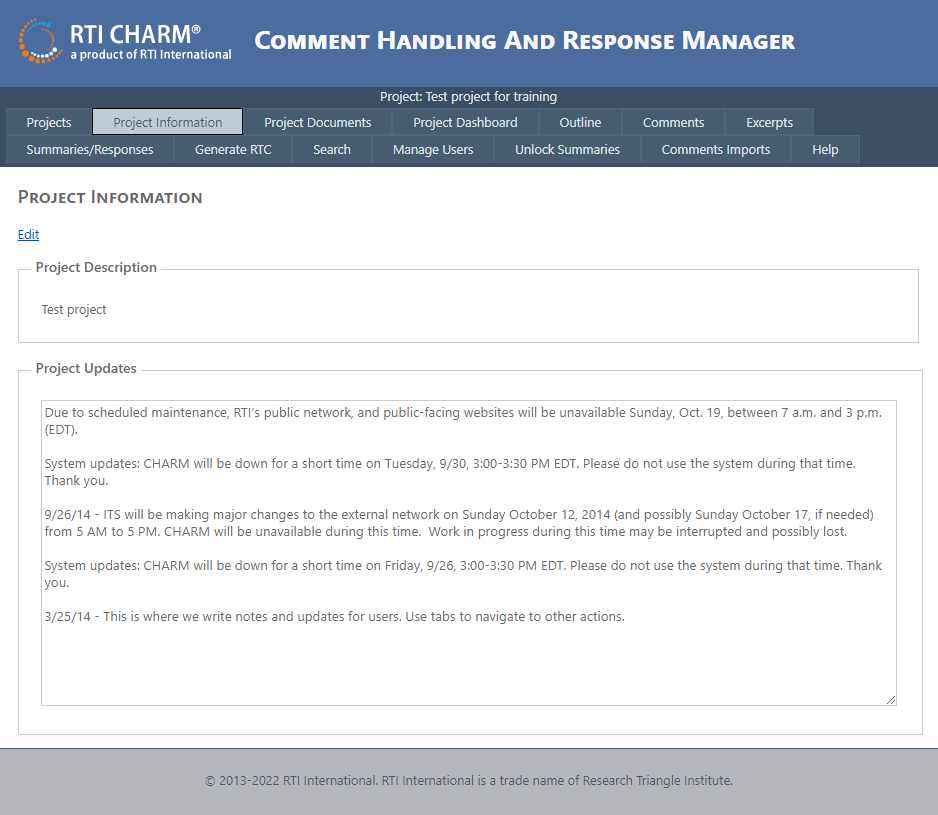 RTI CHARM®
a product of RTI International
Comment Handling And Response Manager
Project: Test project for training
Projects Project Information Project Documents Project Dashboard Outline Comments Excerpts
Summaries/Responses Generate RTC Search Manage Users Unlock Summaries Comments Imports Help
Project Information
Edit
Project Description
Test project
Project Updates
Due to scheduled maintenance, RTI's public network, and public-facing websites will be unavailable Sunday, Oct. 19, between 7 a.m. and 3 p.m.
(EDT).
System updates: CHARM will be down for a short time on Tuesday, 9/30, 3:00-3:30 PM EDT. Please do not use the system during that time.
Thank you.
9/26/14 - ITS will be making major changes to the external network on Sunday October 12, 2014 (and possibly Sunday October 17, if needed)
from 5 AM to 5 PM. CHARM will be unavailable during this time.  Work in progress during this time may be interrupted and possibly lost.
System updates: CHARM will be down for a short time on Friday, 9/26, 3:00-3:30 PM EDT. Please do not use the system during that time. Thank
you.
3/25/14 - This is where we write notes and updates for users. Use tabs to navigate to other actions.
© 2013-2022 RTI International. RTI International is a trade name of Research Triangle Institute.